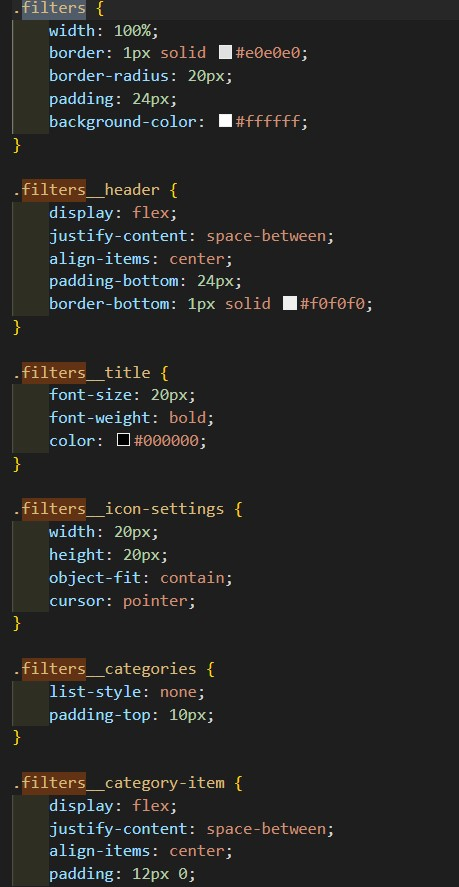 .filters {
    width: 100%;
    border: 1px solid #e0e0e0;
    border-radius: 20px;
    padding: 24px;
    background-color: #ffffff;
}

.filters__header {
    display: flex;
    justify-content: space-between;
    align-items: center;
    padding-bottom: 24px;
    border-bottom: 1px solid #f0f0f0;
}

.filters__title {
    font-size: 20px;
    font-weight: bold;
    color: #000000;
}

.filters__icon-settings {
    width: 20px;
    height: 20px;
    object-fit: contain;
    cursor: pointer;
}

.filters__categories {
    list-style: none;
    padding-top: 10px;
}

.filters__category-item {
    display: flex;
    justify-content: space-between;
    align-items: center;
    padding: 12px 0;